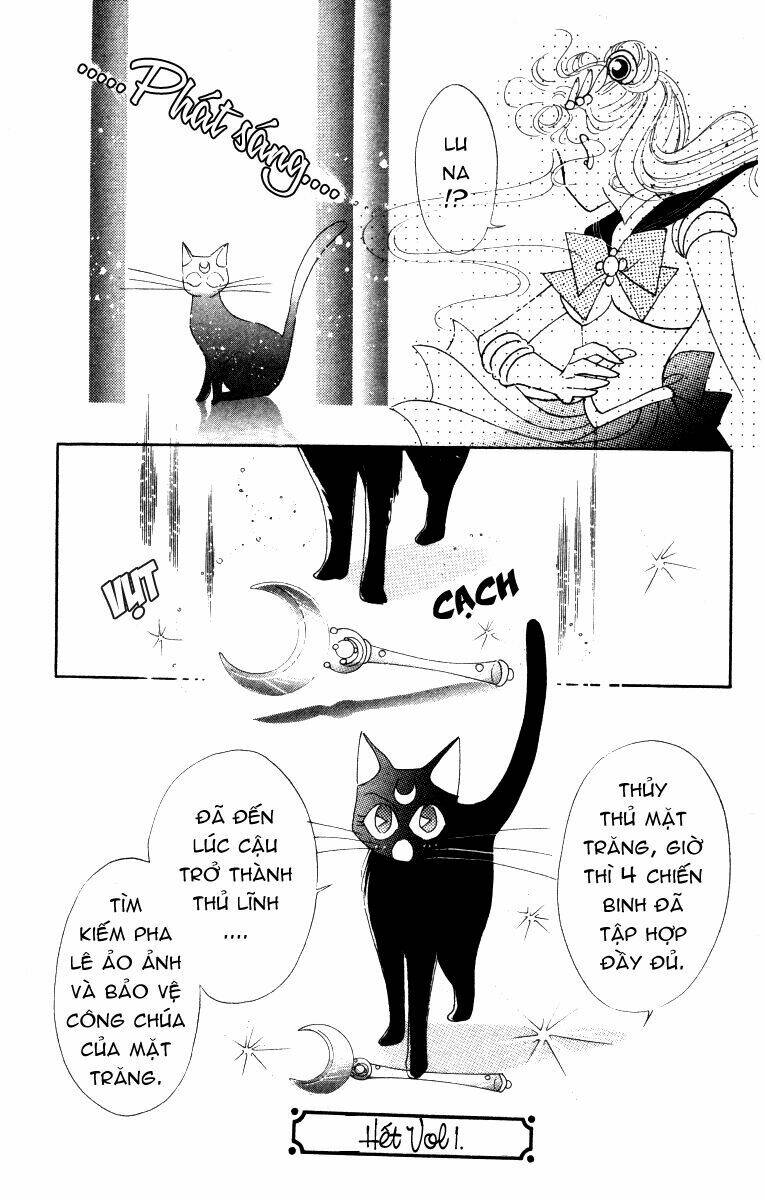 ..... Phát sáng....
LU
NA
!?
VỤT
CẠCH
THỦY
THỦ MẶT
TRĂNG, GIỜ
THÌ 4 CHIẾN
BINH ĐÃ
TẬP HỢP
ĐẦY ĐỦ.
ĐÃ ĐẾN
LÚC CẬU
TRỞ THÀNH
THỦ LĨNH
....
TÌM
KIẾM PHA
LÊ ẢO ẢNH
VÀ BẢO VỆ
CÔNG CHÚA
CỦA MẶT
TRĂNG.
Hết Vol 1.